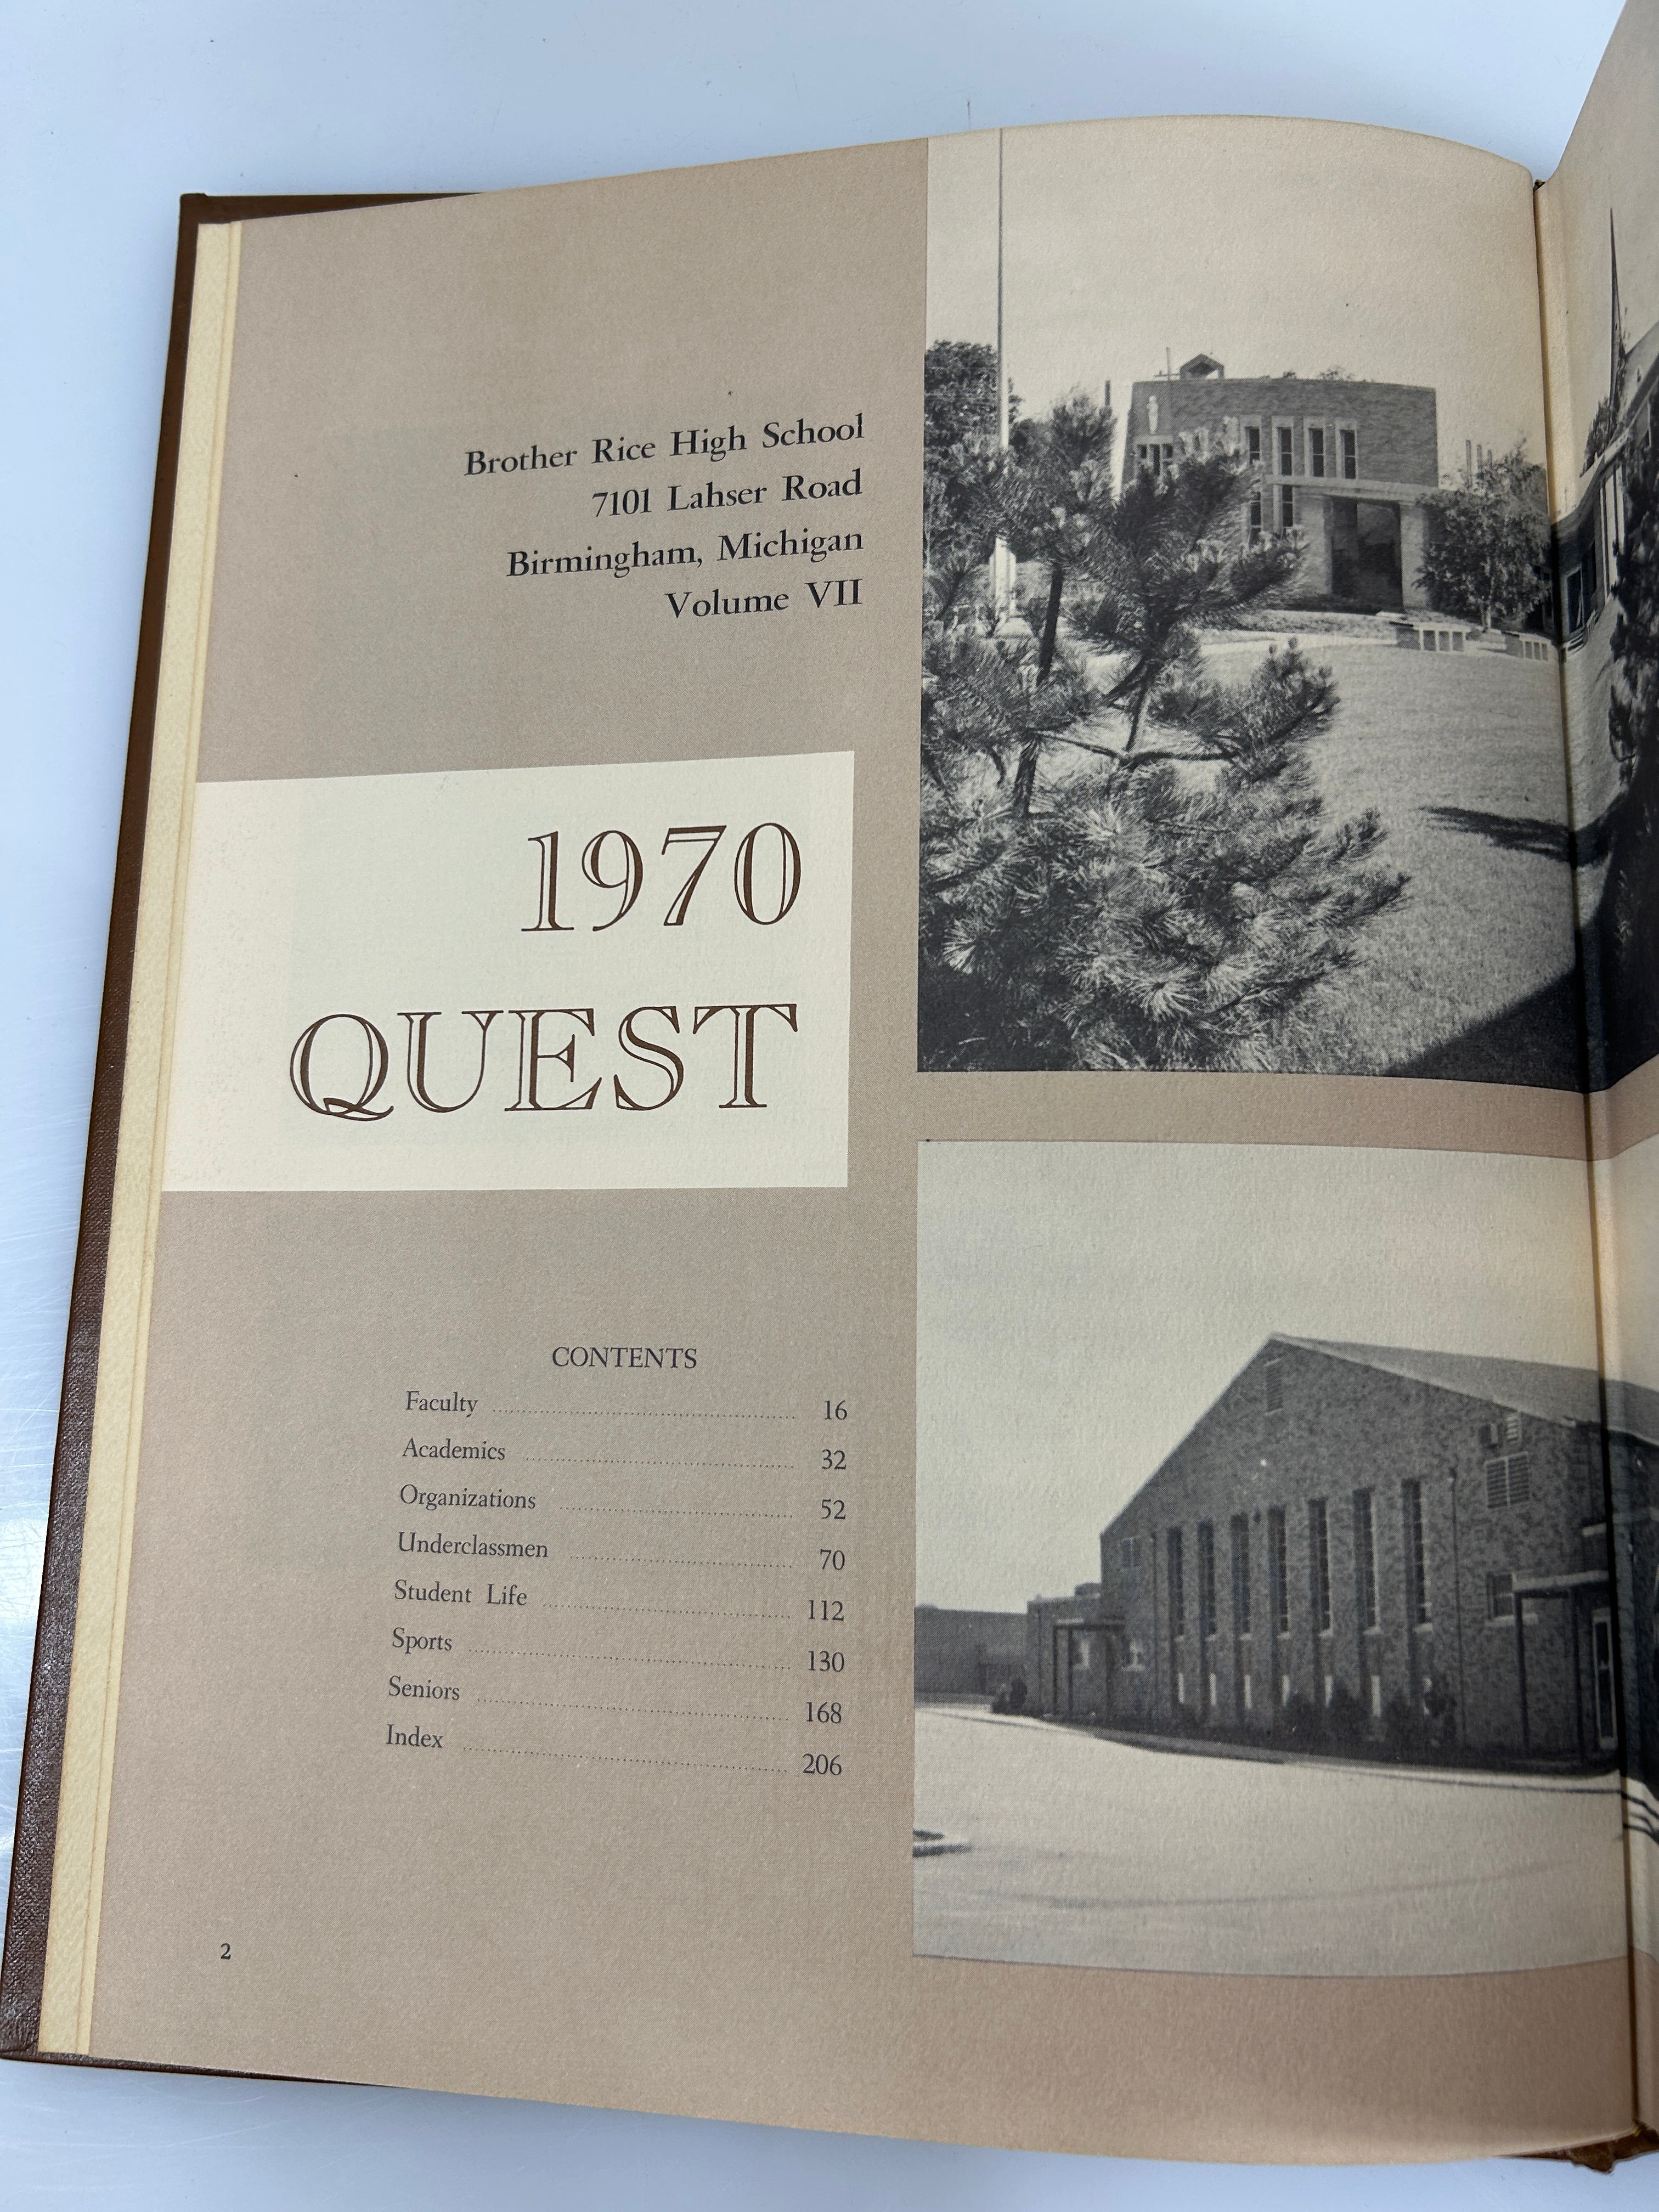 Brother Rice High School
7101 Lahser Road
Birmingham, Michigan
Volume VII
1970
QUEST
CONTENTS
Faculty ........ 16
Academics ........ 32
Organizations ........ 52
Underclassmen ........ 70
Student Life ........ 112
Sports ........ 130
Seniors ........ 168
Index ........ 206
2